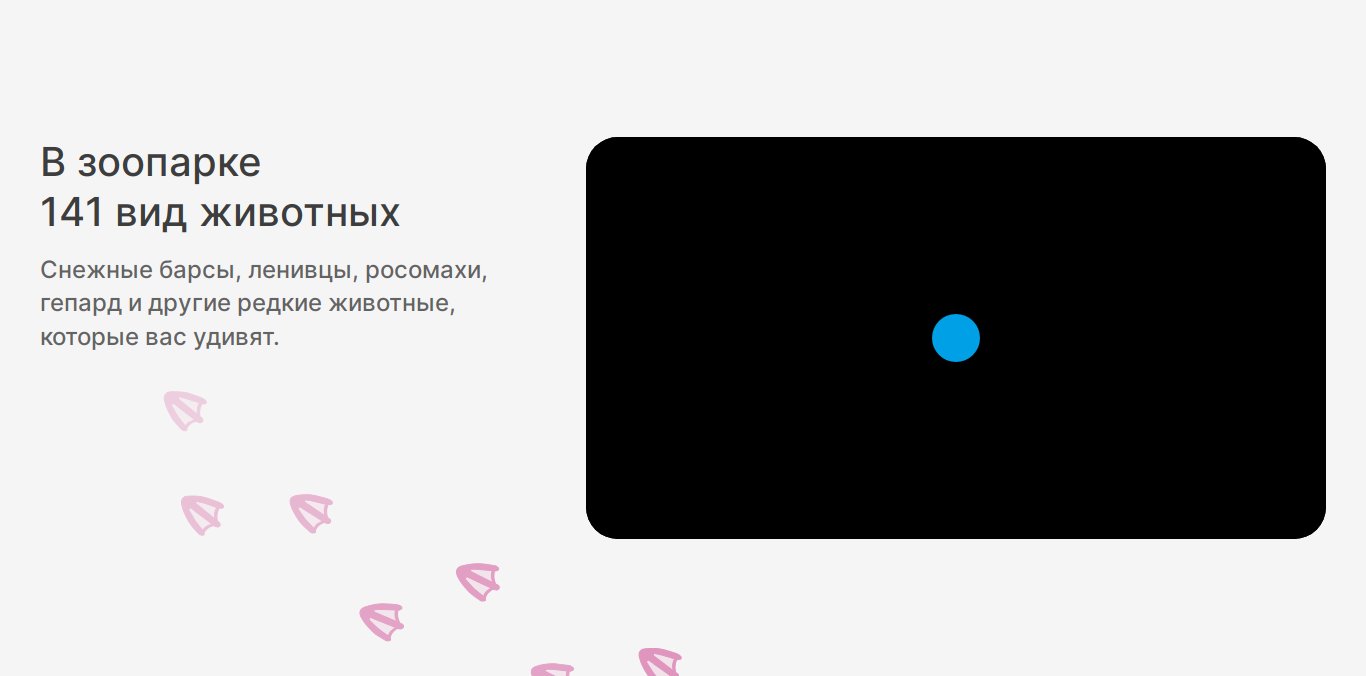 В зоопарке
141 вид животных
Снежные барсы, ленивцы, росомахи,
гепард и другие редкие животные,
которые вас удивят.